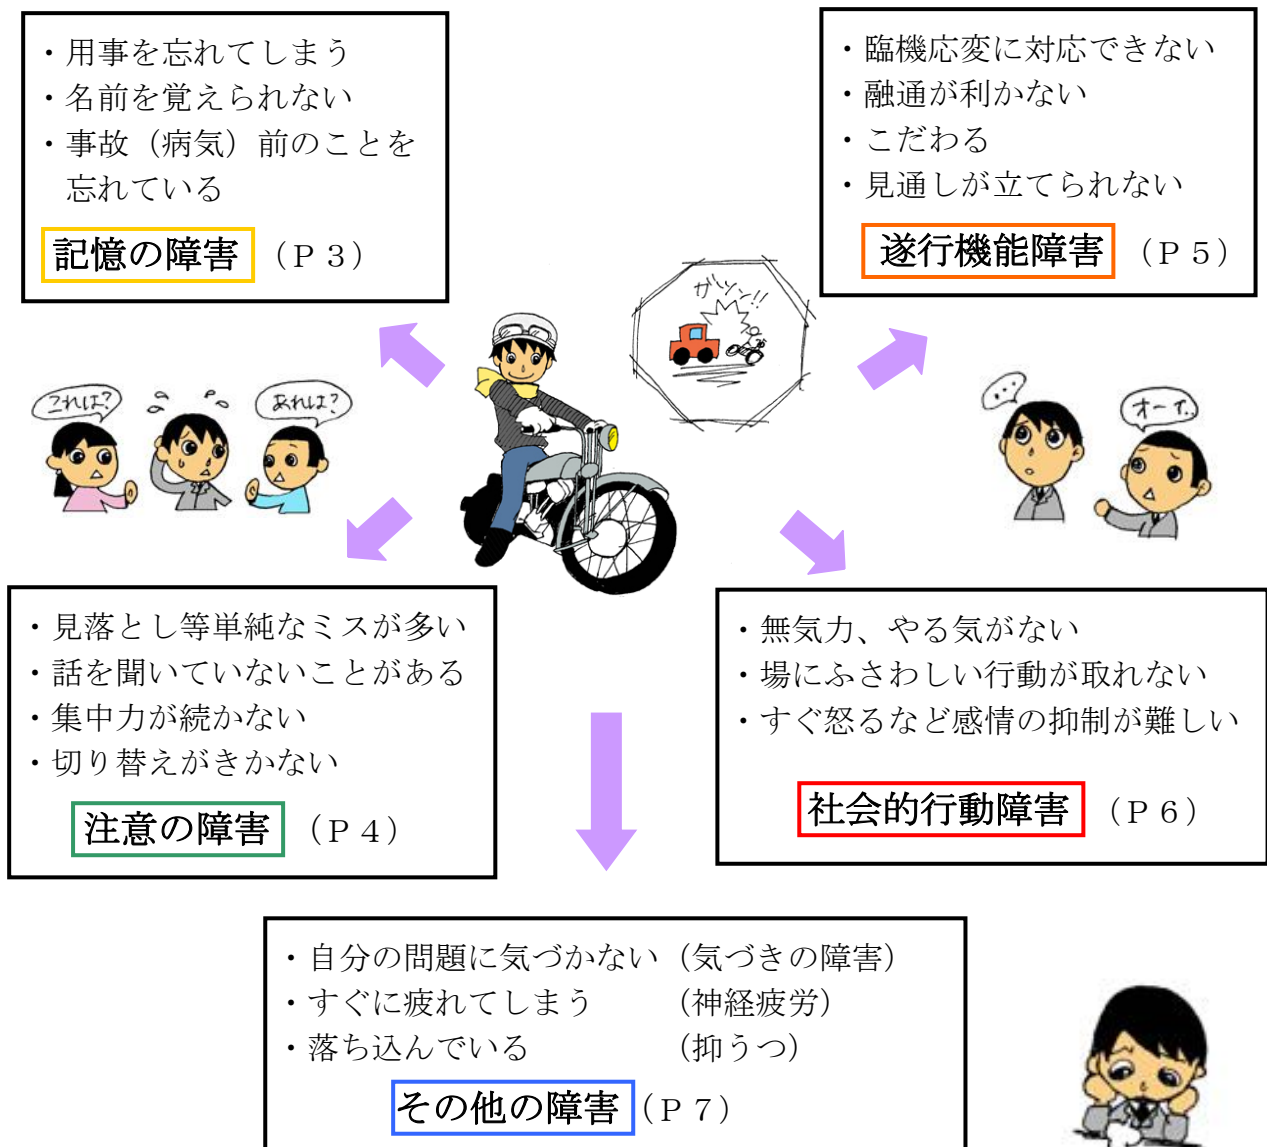 ・用事を忘れてしまう
・名前を覚えられない
・事故（病気）前のことを
忘れている
記憶の障害（Ｐ３）
・臨機応変に対応できない
・融通が利かない
・こだわる
・見通しが立てられない
遂行機能障害（Ｐ５）
ガツン!!
これは?
あれは?
・・・
オーイ..
・見落とし等単純なミスが多い
・話を聞いていないことがある
・集中力が続かない
・切り替えがきかない
注意の障害（Ｐ４）
・無気力、やる気がない
・場にふさわしい行動が取れない
・すぐ怒るなど感情の抑制が難しい
社会的行動障害（Ｐ６）
・自分の問題に気づかない（気づきの障害）
・すぐに疲れてしまう　　（神経疲労）
・落ち込んでいる　　　　（抑うつ）
その他の障害（Ｐ７）